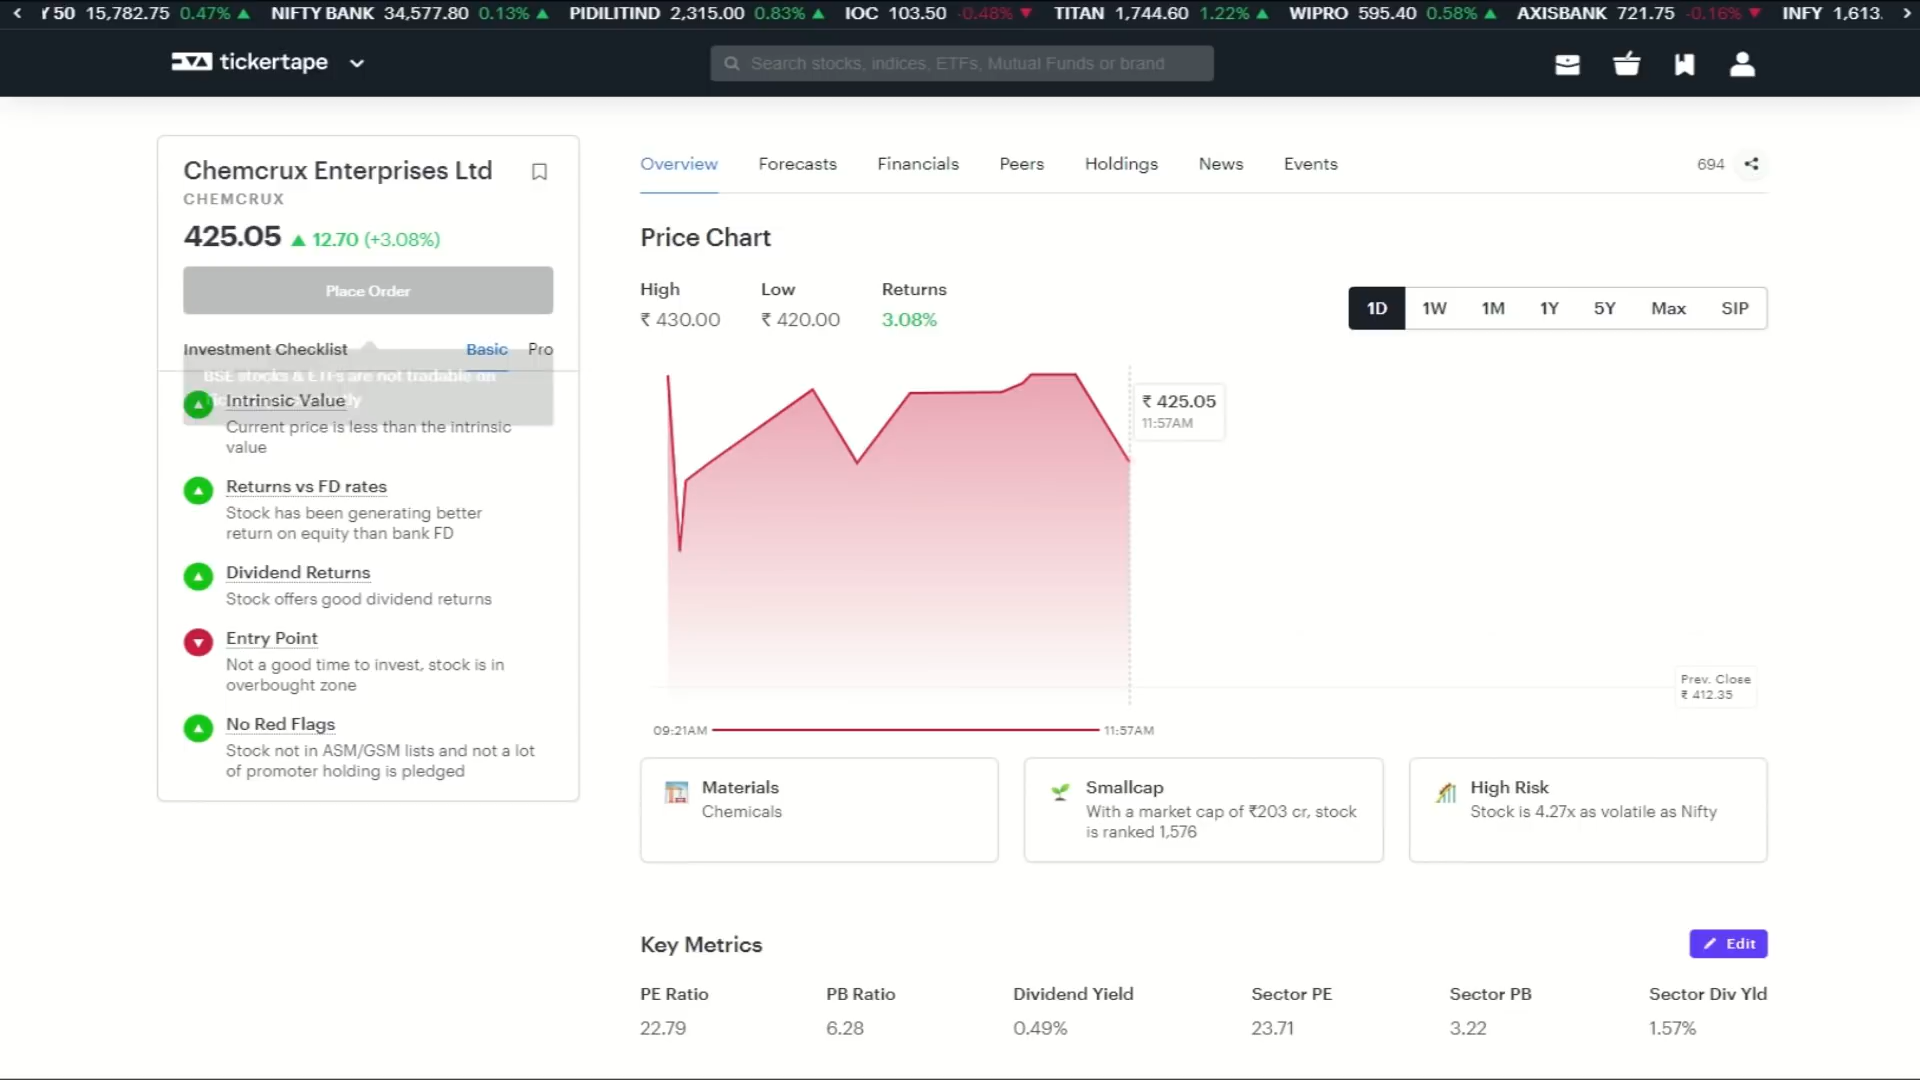 Y 50 15,782.75 0.47% NIFTY BANK 34,577.80 0.13% PIDILITIND 2,315.00 0.83% IOC 103.50 -0.48% TITAN 1,744.60 1.22% WIPRO 595.40 0.58% AXISBANK 721.75 -0.16% INFY 1,613.
tickertape
Search stocks, indices, ETFs, Mutual Funds or brand
Chemcrux Enterprises Ltd
CHEMCRUX
425.05 12.70 (+3.08%)
Place Order
Investment Checklist Basic Pro
BSE stocks & ETFs are not tradable on
Intrinsic Value
Current price is less than the intrinsic
value
Returns vs FD rates
Stock has been generating better
return on equity than bank FD
Dividend Returns
Stock offers good dividend returns
Entry Point
Not a good time to invest, stock is in
overbought zone
No Red Flags
Stock not in ASM/GSM lists and not a lot
of promoter holding is pledged
Overview Forecasts Financials Peers Holdings News Events 694
Price Chart
High Low Returns
₹ 430.00 ₹ 420.00 3.08%
1D 1W 1M 1Y 5Y Max SIP
₹ 425.05
11:57AM
Prev. Close
₹ 412.35
09:21AM 11:57AM
Materials
Chemicals
Smallcap
With a market cap of ₹203 cr, stock
is ranked 1,576
High Risk
Stock is 4.27x as volatile as Nifty
Key Metrics
Edit
PE Ratio PB Ratio Dividend Yield Sector PE Sector PB Sector Div Yld
22.79 6.28 0.49% 23.71 3.22 1.57%